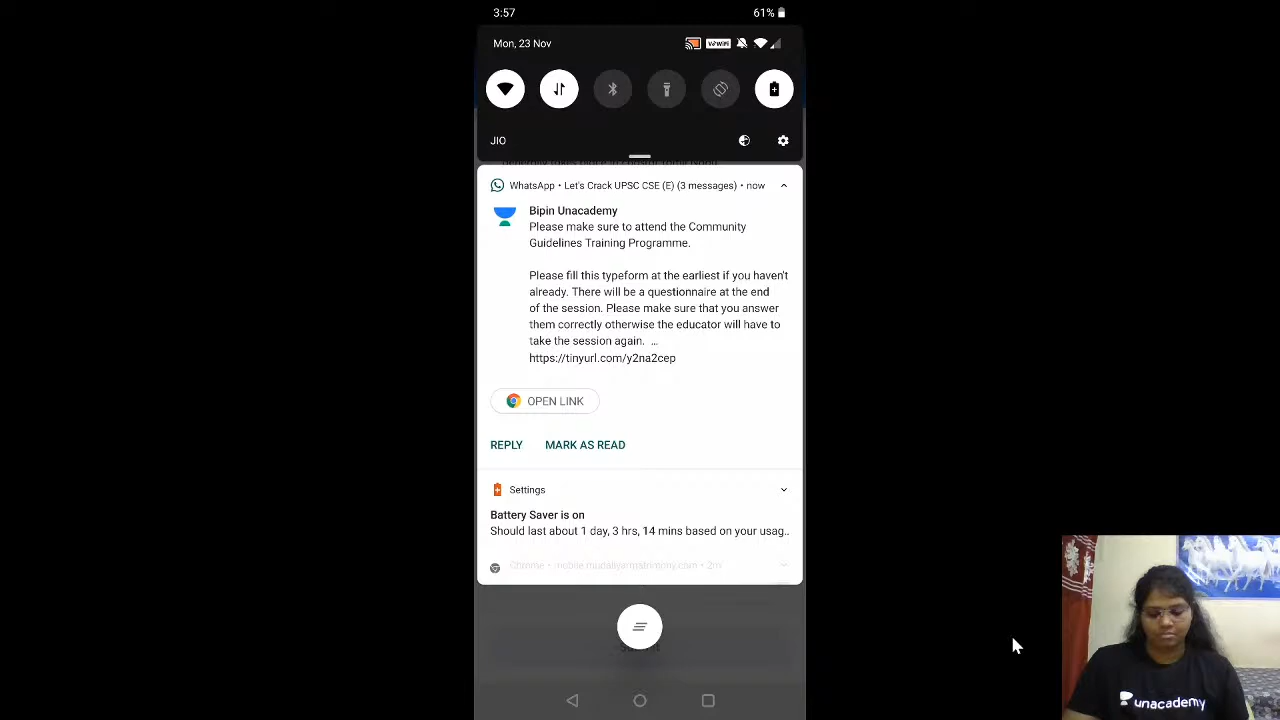 3:57
61%
Mon, 23 Nov
JIO
WhatsApp • Let's Crack UPSC CSE (E) (3 messages) • now
Bipin Unacademy
Please make sure to attend the Community
Guidelines Training Programme.
Please fill this typeform at the earliest if you haven't
already. There will be a questionnaire at the end
of the session. Please make sure that you answer
them correctly otherwise the educator will have to
take the session again. ...
https://tinyurl.com/y2na2cep
OPEN LINK
REPLY MARK AS READ
Settings
Battery Saver is on
Should last about 1 day, 3 hrs, 14 mins based on your usag..
Chrome •
unacademy